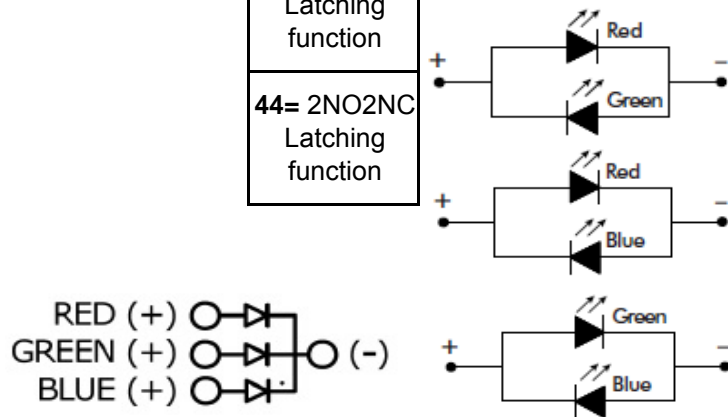 Latching
function
44= 2NO2NC
Latching
function
+ Red -
Green
Red
+ -
Blue
Green
+ -
Blue
RED (+)
GREEN (+) (-)
BLUE (+)